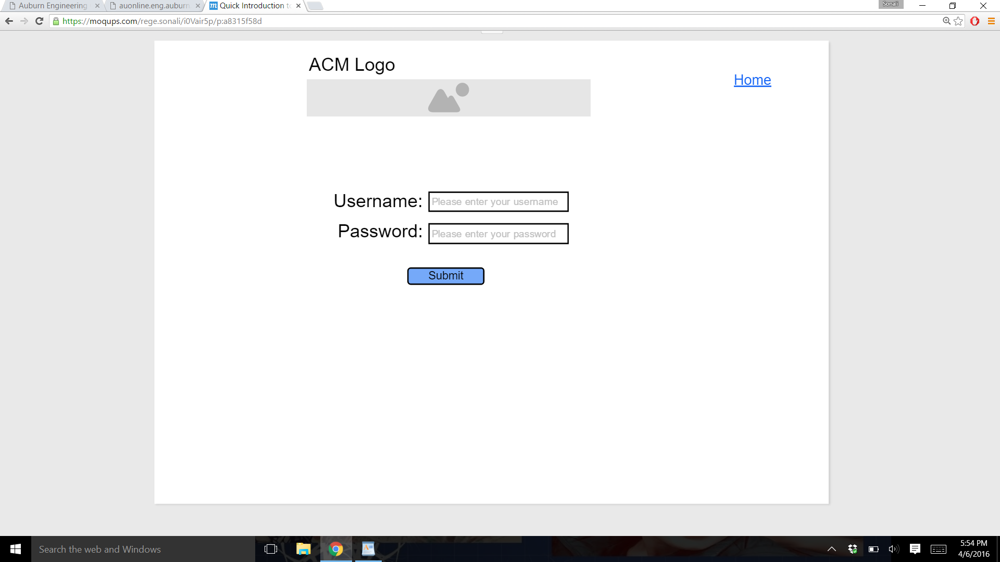 Auburn Engineering
auonline.eng.auburn
m Quick Introduction to
Sonali
https://moqups.com/rege.sonali/i0Vair5p/p:a8315f58d
ACM Logo
Home
Username: Please enter your username
Password: Please enter your password
Submit
Search the web and Windows
5:54 PM
4/6/2016